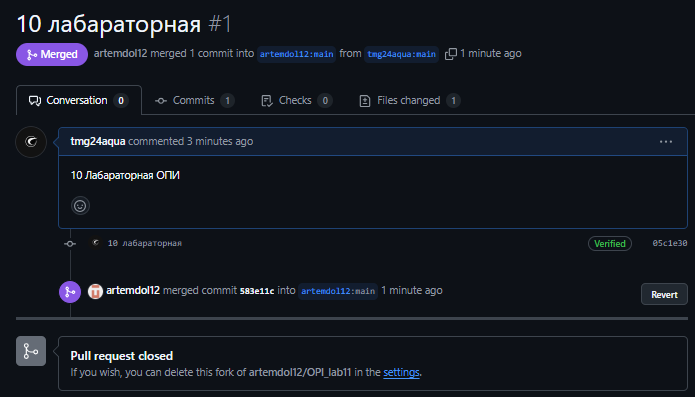 10 лабараторная #1
Merged artemdol12 merged 1 commit into artemdol12:main from tmg24aqua:main 1 minute ago
Conversation 0 Commits 1 Checks 0 Files changed 1
tmg24aqua commented 3 minutes ago
10 Лабараторная ОПИ
10 лабараторная Verified 05c1e30
artemdol12 merged commit 583e11c into artemdol12:main 1 minute ago Revert
Pull request closed
If you wish, you can delete this fork of artemdol12/OPI_lab11 in the settings.